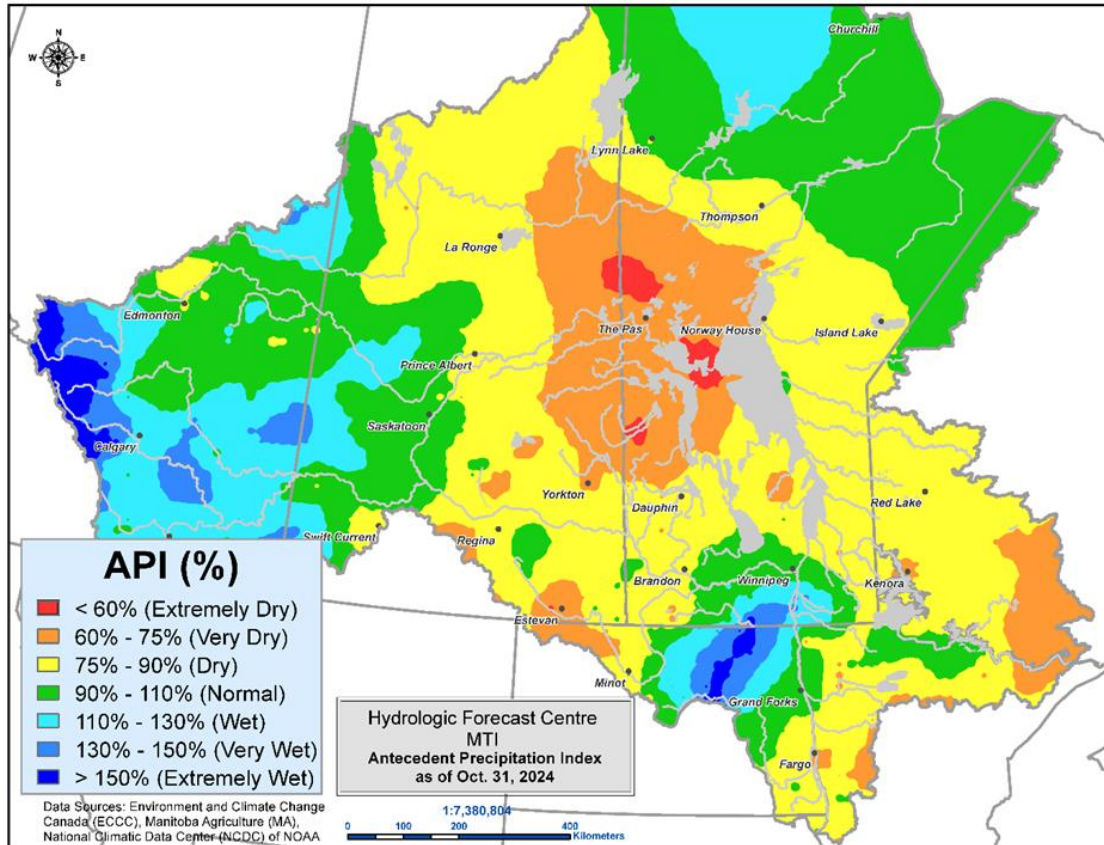 N
W E
S
Churchill
Lynn Lake
Thompson
La Ronge
Edmonton
The Pas
Norway House
Island Lake
Prince Albert
Saskatoon
Calgary
Yorkton
Dauphin
Red Lake
Swift Current
Regina
Brandon
Winnipeg
Kenora
Estevan
Minot
Grand Forks
Fargo
API (%)
< 60% (Extremely Dry)
60% - 75% (Very Dry)
75% - 90% (Dry)
90% - 110% (Normal)
110% - 130% (Wet)
130% - 150% (Very Wet)
> 150% (Extremely Wet)
Hydrologic Forecast Centre
MTI
Antecedent Precipitation Index
as of Oct. 31, 2024
Data Sources: Environment and Climate Change
Canada (ECCC), Manitoba Agriculture (MA),
National Climatic Data Center (NCDC) of NOAA
1:7,380,804
0 100 200 400
Kilometers